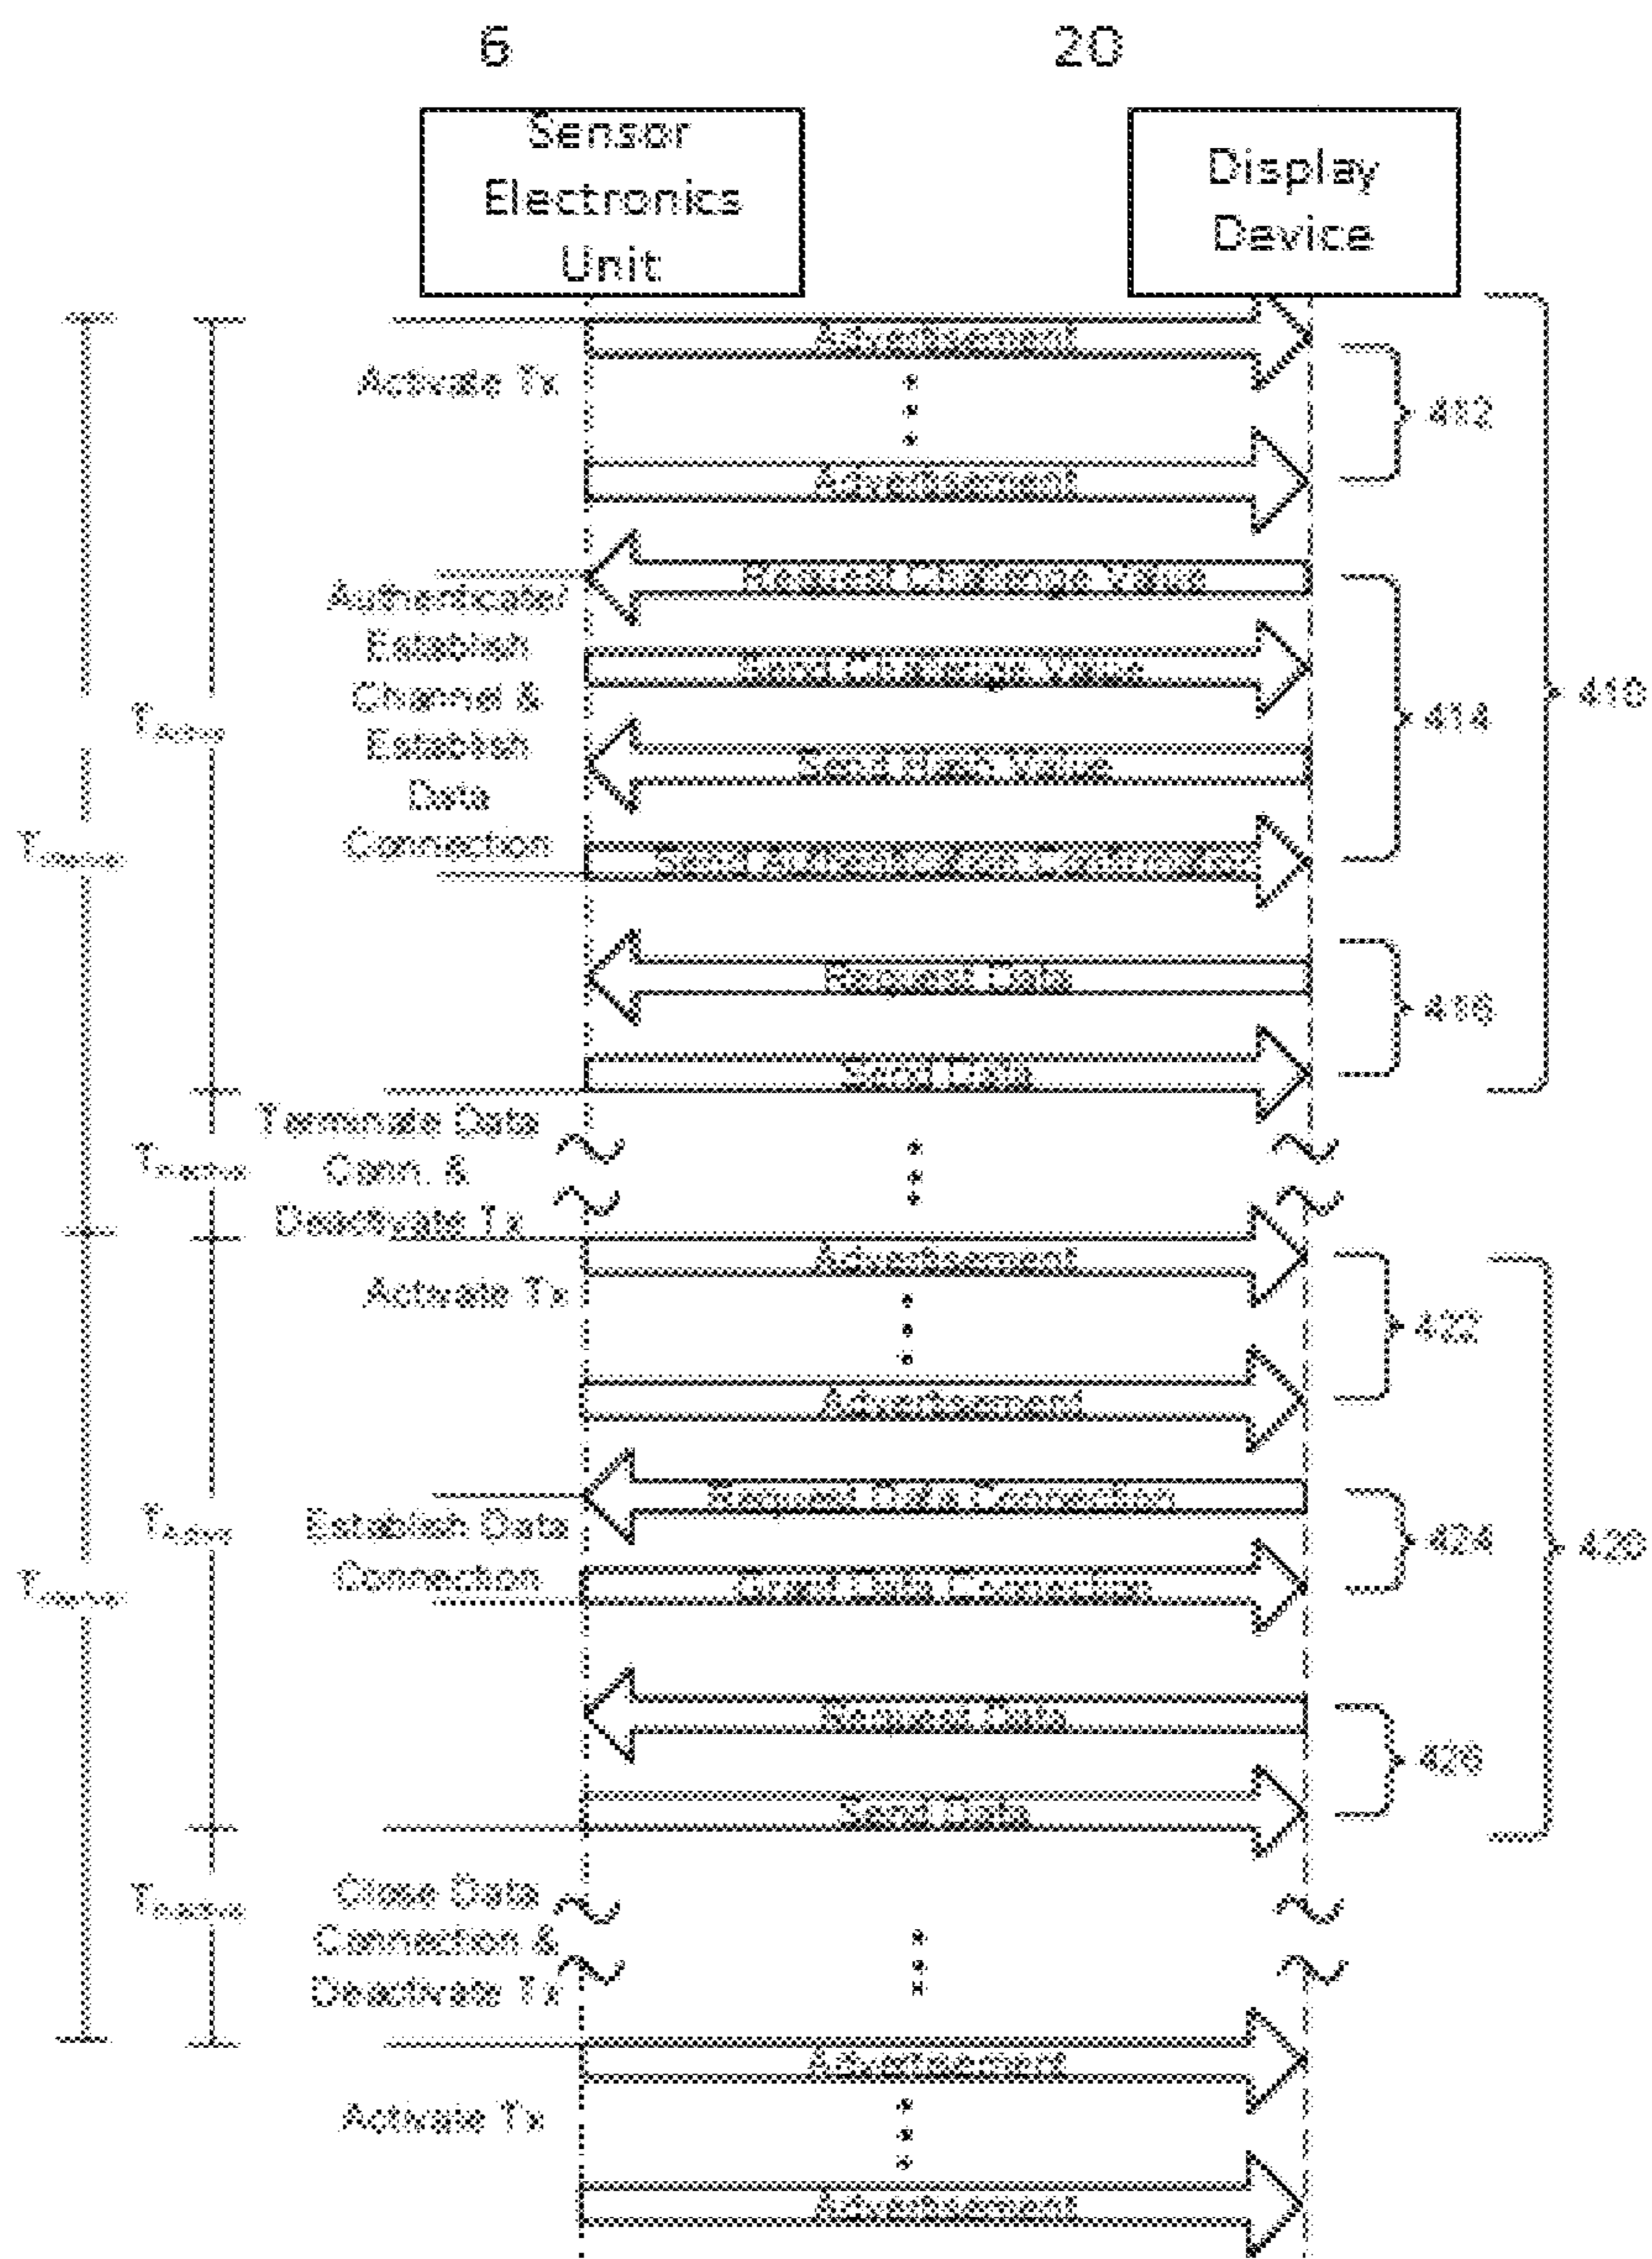 6
20
Sensor
Electronics
Unit
Display
Device
Advertisement
Activate Tx
412
Advertisement
Request Challenge Value
Authenticate/
Establish
Channel &
Establish
Data
Connection
Send Challenge Value
410
414
Send Hash Value
Request Data
416
Send Data
Terminate Data
Conn. &
Deactivate Tx
Advertisement
Activate Tx
422
Advertisement
Request Data Connection
Establish Data
Connection
424
420
Grant Data Connection
Request Data
426
Send Data
Close Data
Connection &
Deactivate Tx
Advertisement
Activate Tx
Advertisement